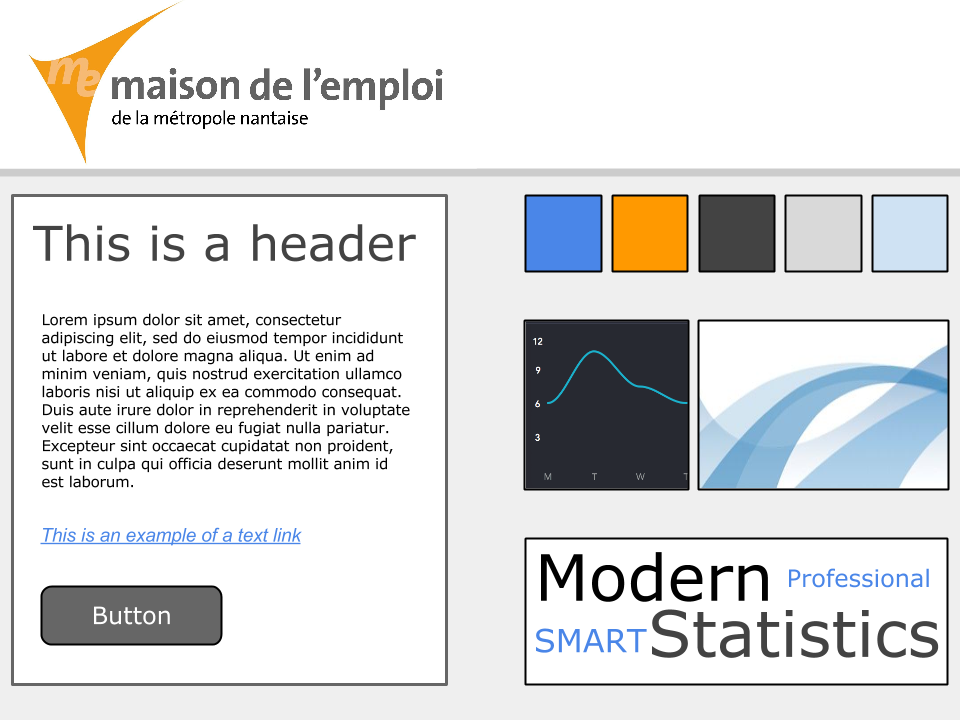 me
maison de l'emploi
de la métropole nantaise
This is a header
Lorem ipsum dolor sit amet, consectetur
adipiscing elit, sed do eiusmod tempor incididunt
ut labore et dolore magna aliqua. Ut enim ad
minim veniam, quis nostrud exercitation ullamco
laboris nisi ut aliquip ex ea commodo consequat.
Duis aute irure dolor in reprehenderit in voluptate
velit esse cillum dolore eu fugiat nulla pariatur.
Excepteur sint occaecat cupidatat non proident,
sunt in culpa qui officia deserunt mollit anim id
est laborum.
This is an example of a text link
Button
12
9
6
3
M T W T
Modern Professional
SMART Statistics